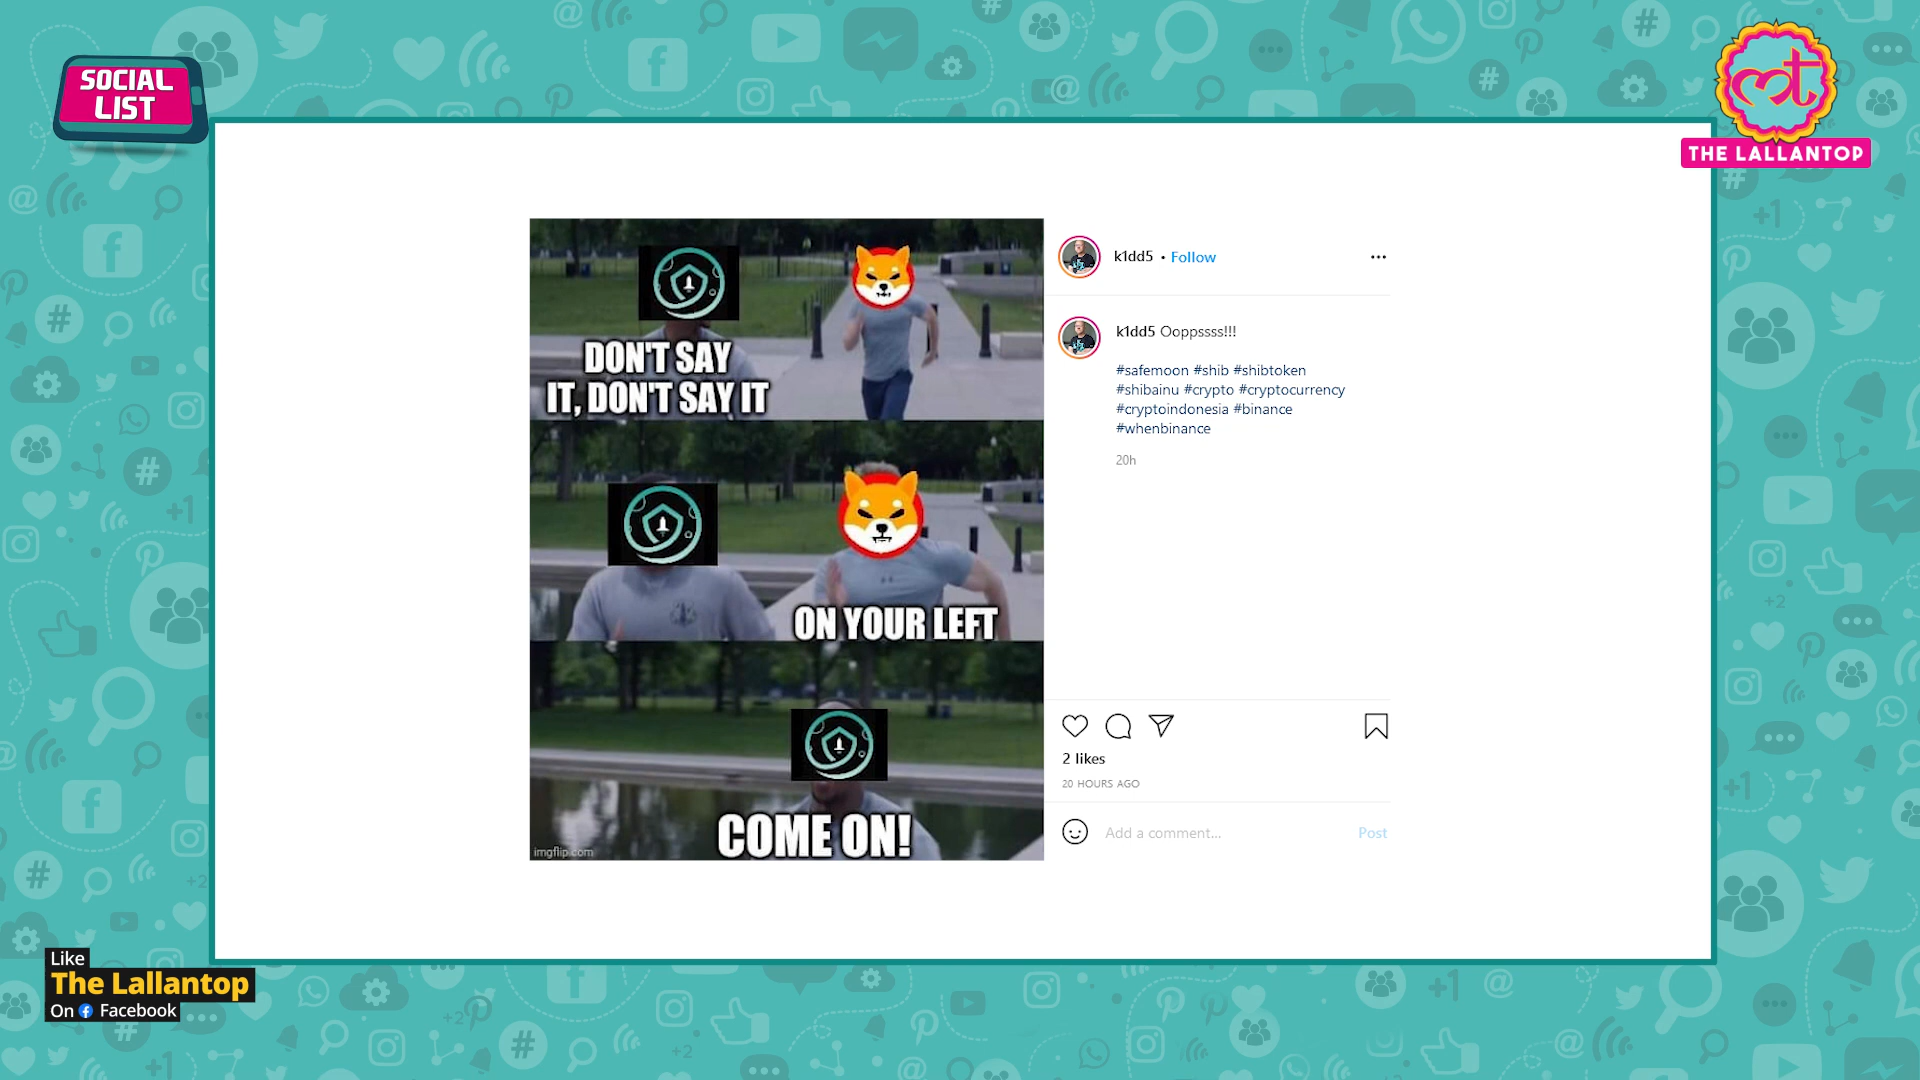 SOCIAL
LIST
THE LALLANTOP
DON'T SAY
IT, DON'T SAY IT
ON YOUR LEFT
COME ON!
imgflip.com
k1dd5 • Follow
k1dd5 Ooppssss!!!
#safemoon #shib #shibtoken
#shibainu #crypto #cryptocurrency
#cryptoindonesia #binance
#whenbinance
20h
2 likes
20 HOURS AGO
Add a comment...
Post
Like
The Lallantop
On Facebook